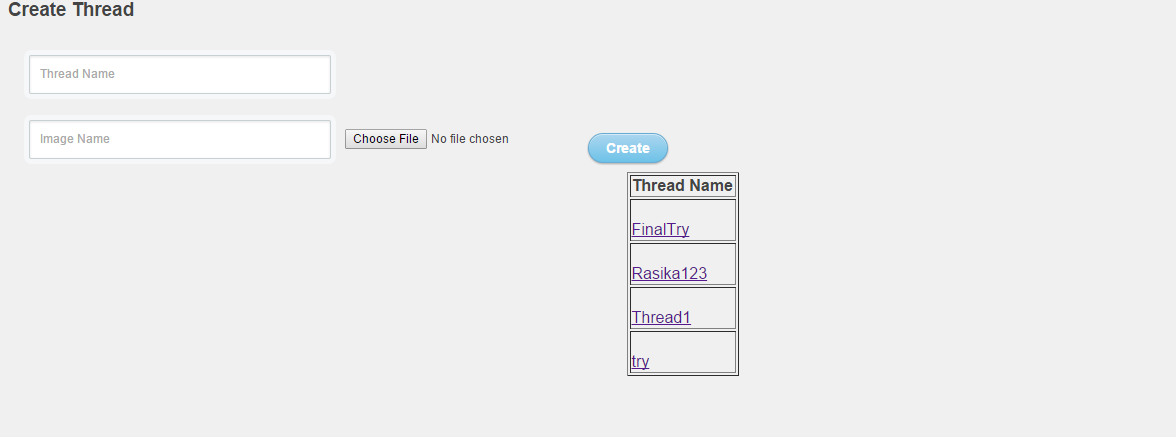 Create Thread
Thread Name
Image Name
Choose File No file chosen
Create
Thread Name
FinalTry
Rasika123
Thread1
try